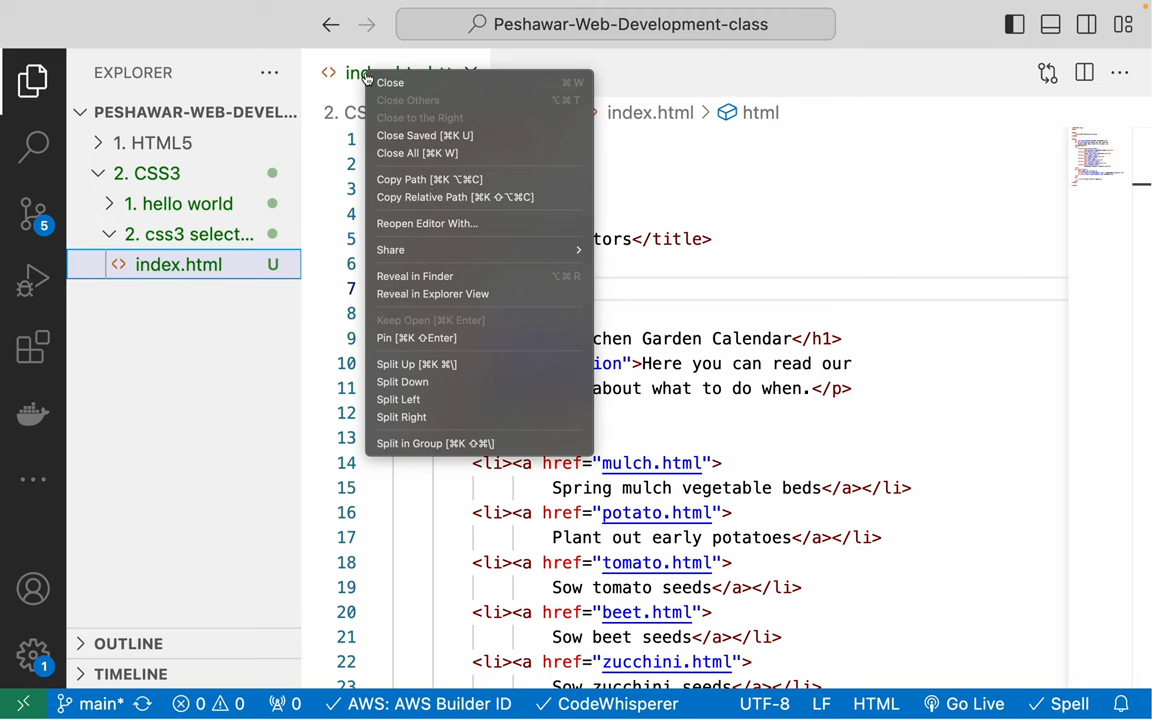 Peshawar-Web-Development-class
EXPLORER
PESHAWAR-WEB-DEVEL...
1. HTML5
2. CSS3
1. hello world
2. css3 select...
index.html U
OUTLINE
TIMELINE
5
1
Close ⌘ W
Close Others ⌥⌘ T
Close to the Right
Close Saved [⌘K U]
Close All [⌘K W]
Copy Path [⌘K ⌥⌘C]
Copy Relative Path [⌘K ⇧⌥⌘C]
Reopen Editor With...
Share
Reveal in Finder ⌥⌘ R
Reveal in Explorer View
Keep Open [⌘K Enter]
Pin [⌘K ⇧Enter]
Split Up [⌘K ⌘\]
Split Down
Split Left
Split Right
Split in Group [⌘K ⇧⌘\]
2. CS
index.html > html
1
2
3
4
5 tors</title>
6
7
8
9 chen Garden Calendar</h1>
10 ion">Here you can read our
11 about what to do when.</p>
12
13
14 <li><a href="mulch.html">
15 Spring mulch vegetable beds</a></li>
16 <li><a href="potato.html">
17 Plant out early potatoes</a></li>
18 <li><a href="tomato.html">
19 Sow tomato seeds</a></li>
20 <li><a href="beet.html">
21 Sow beet seeds</a></li>
22 <li><a href="zucchini.html">
23 Sow zucchini seeds</a></li>
main* 0 0 0 AWS: AWS Builder ID CodeWhisperer UTF-8 LF HTML Go Live Spell